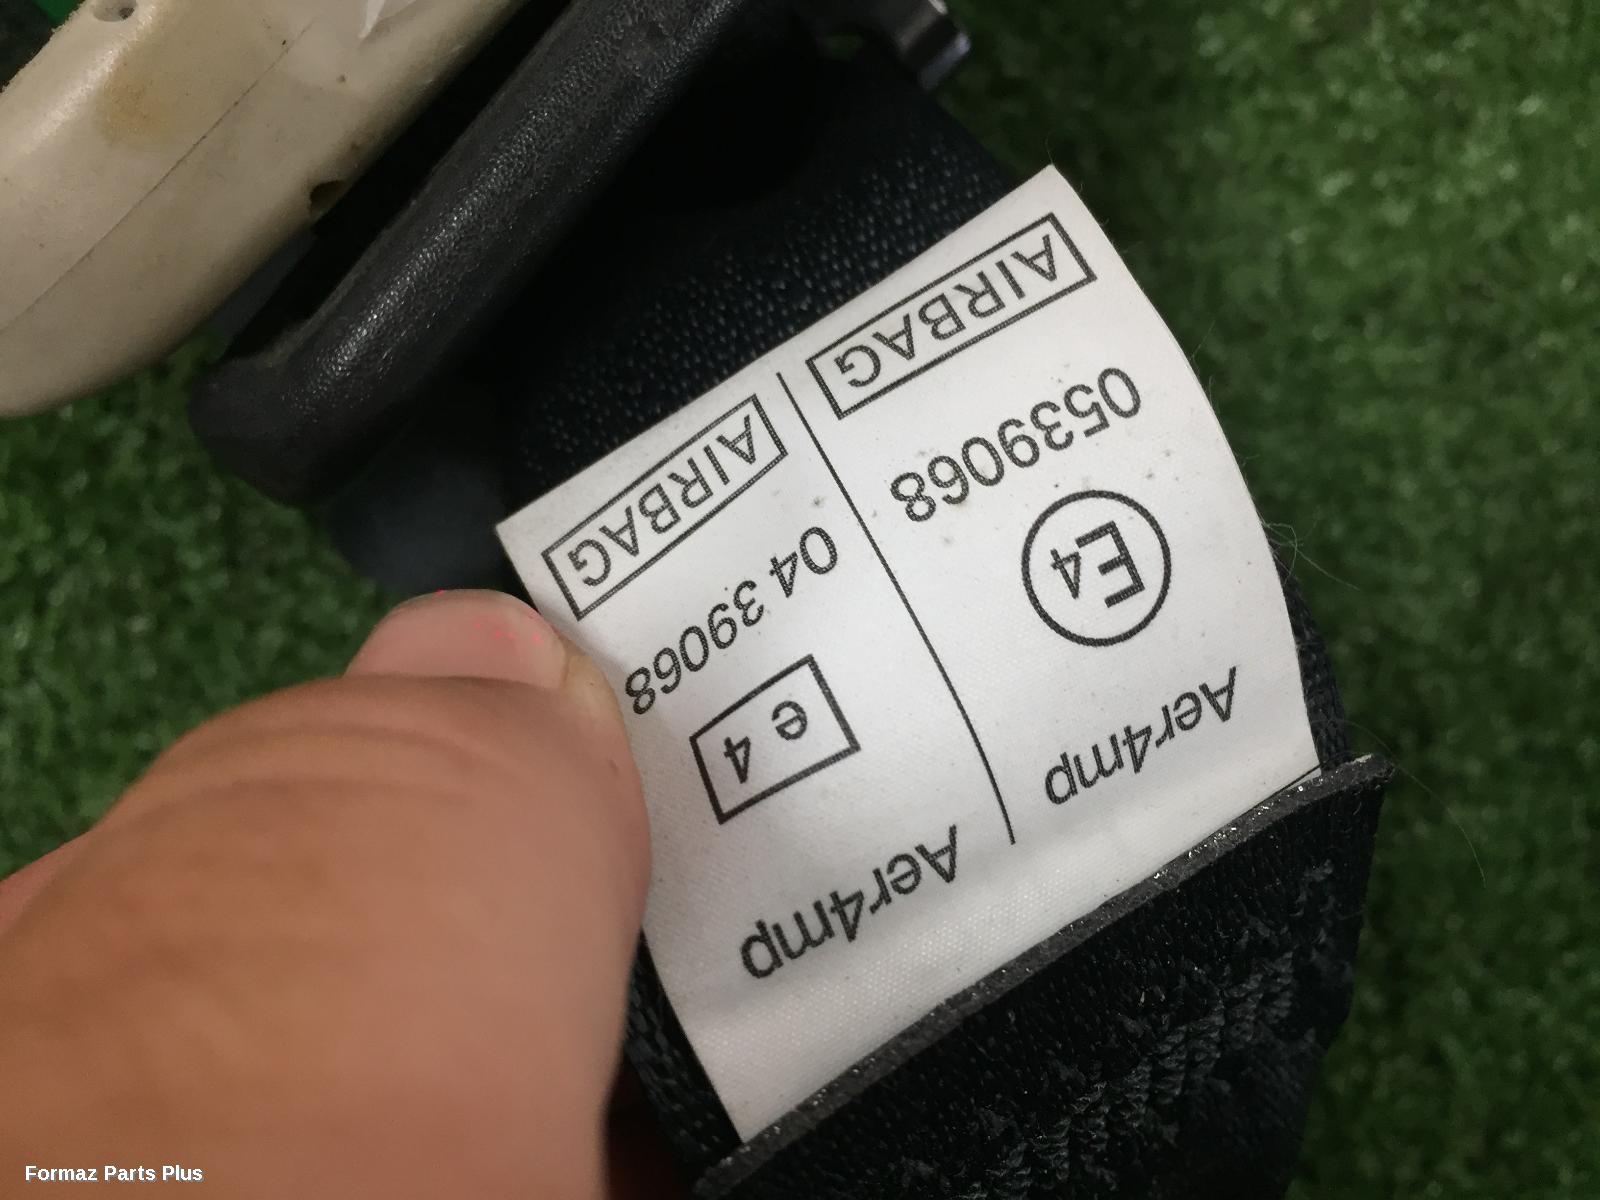 Aer4mp
E4
0539068
AIRBAG
Aer4mp
e 4
04 39068
AIRBAG
Formaz Parts Plus